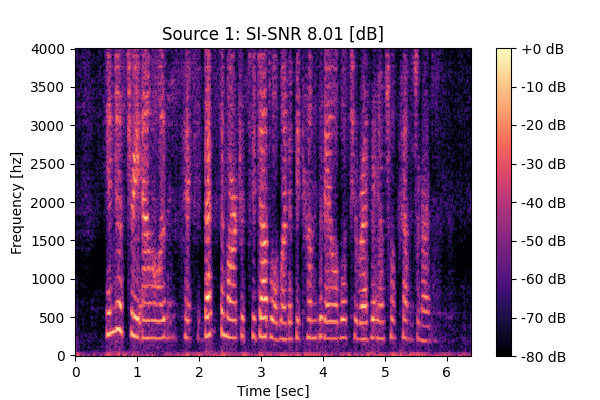 Source 1: SI-SNR 8.01 [dB]
4000
3500
3000
2500
2000
1500
1000
500
0
Frequency [hz]
0 1 2 3 4 5 6
Time [sec]
+0 dB
-10 dB
-20 dB
-30 dB
-40 dB
-50 dB
-60 dB
-70 dB
-80 dB